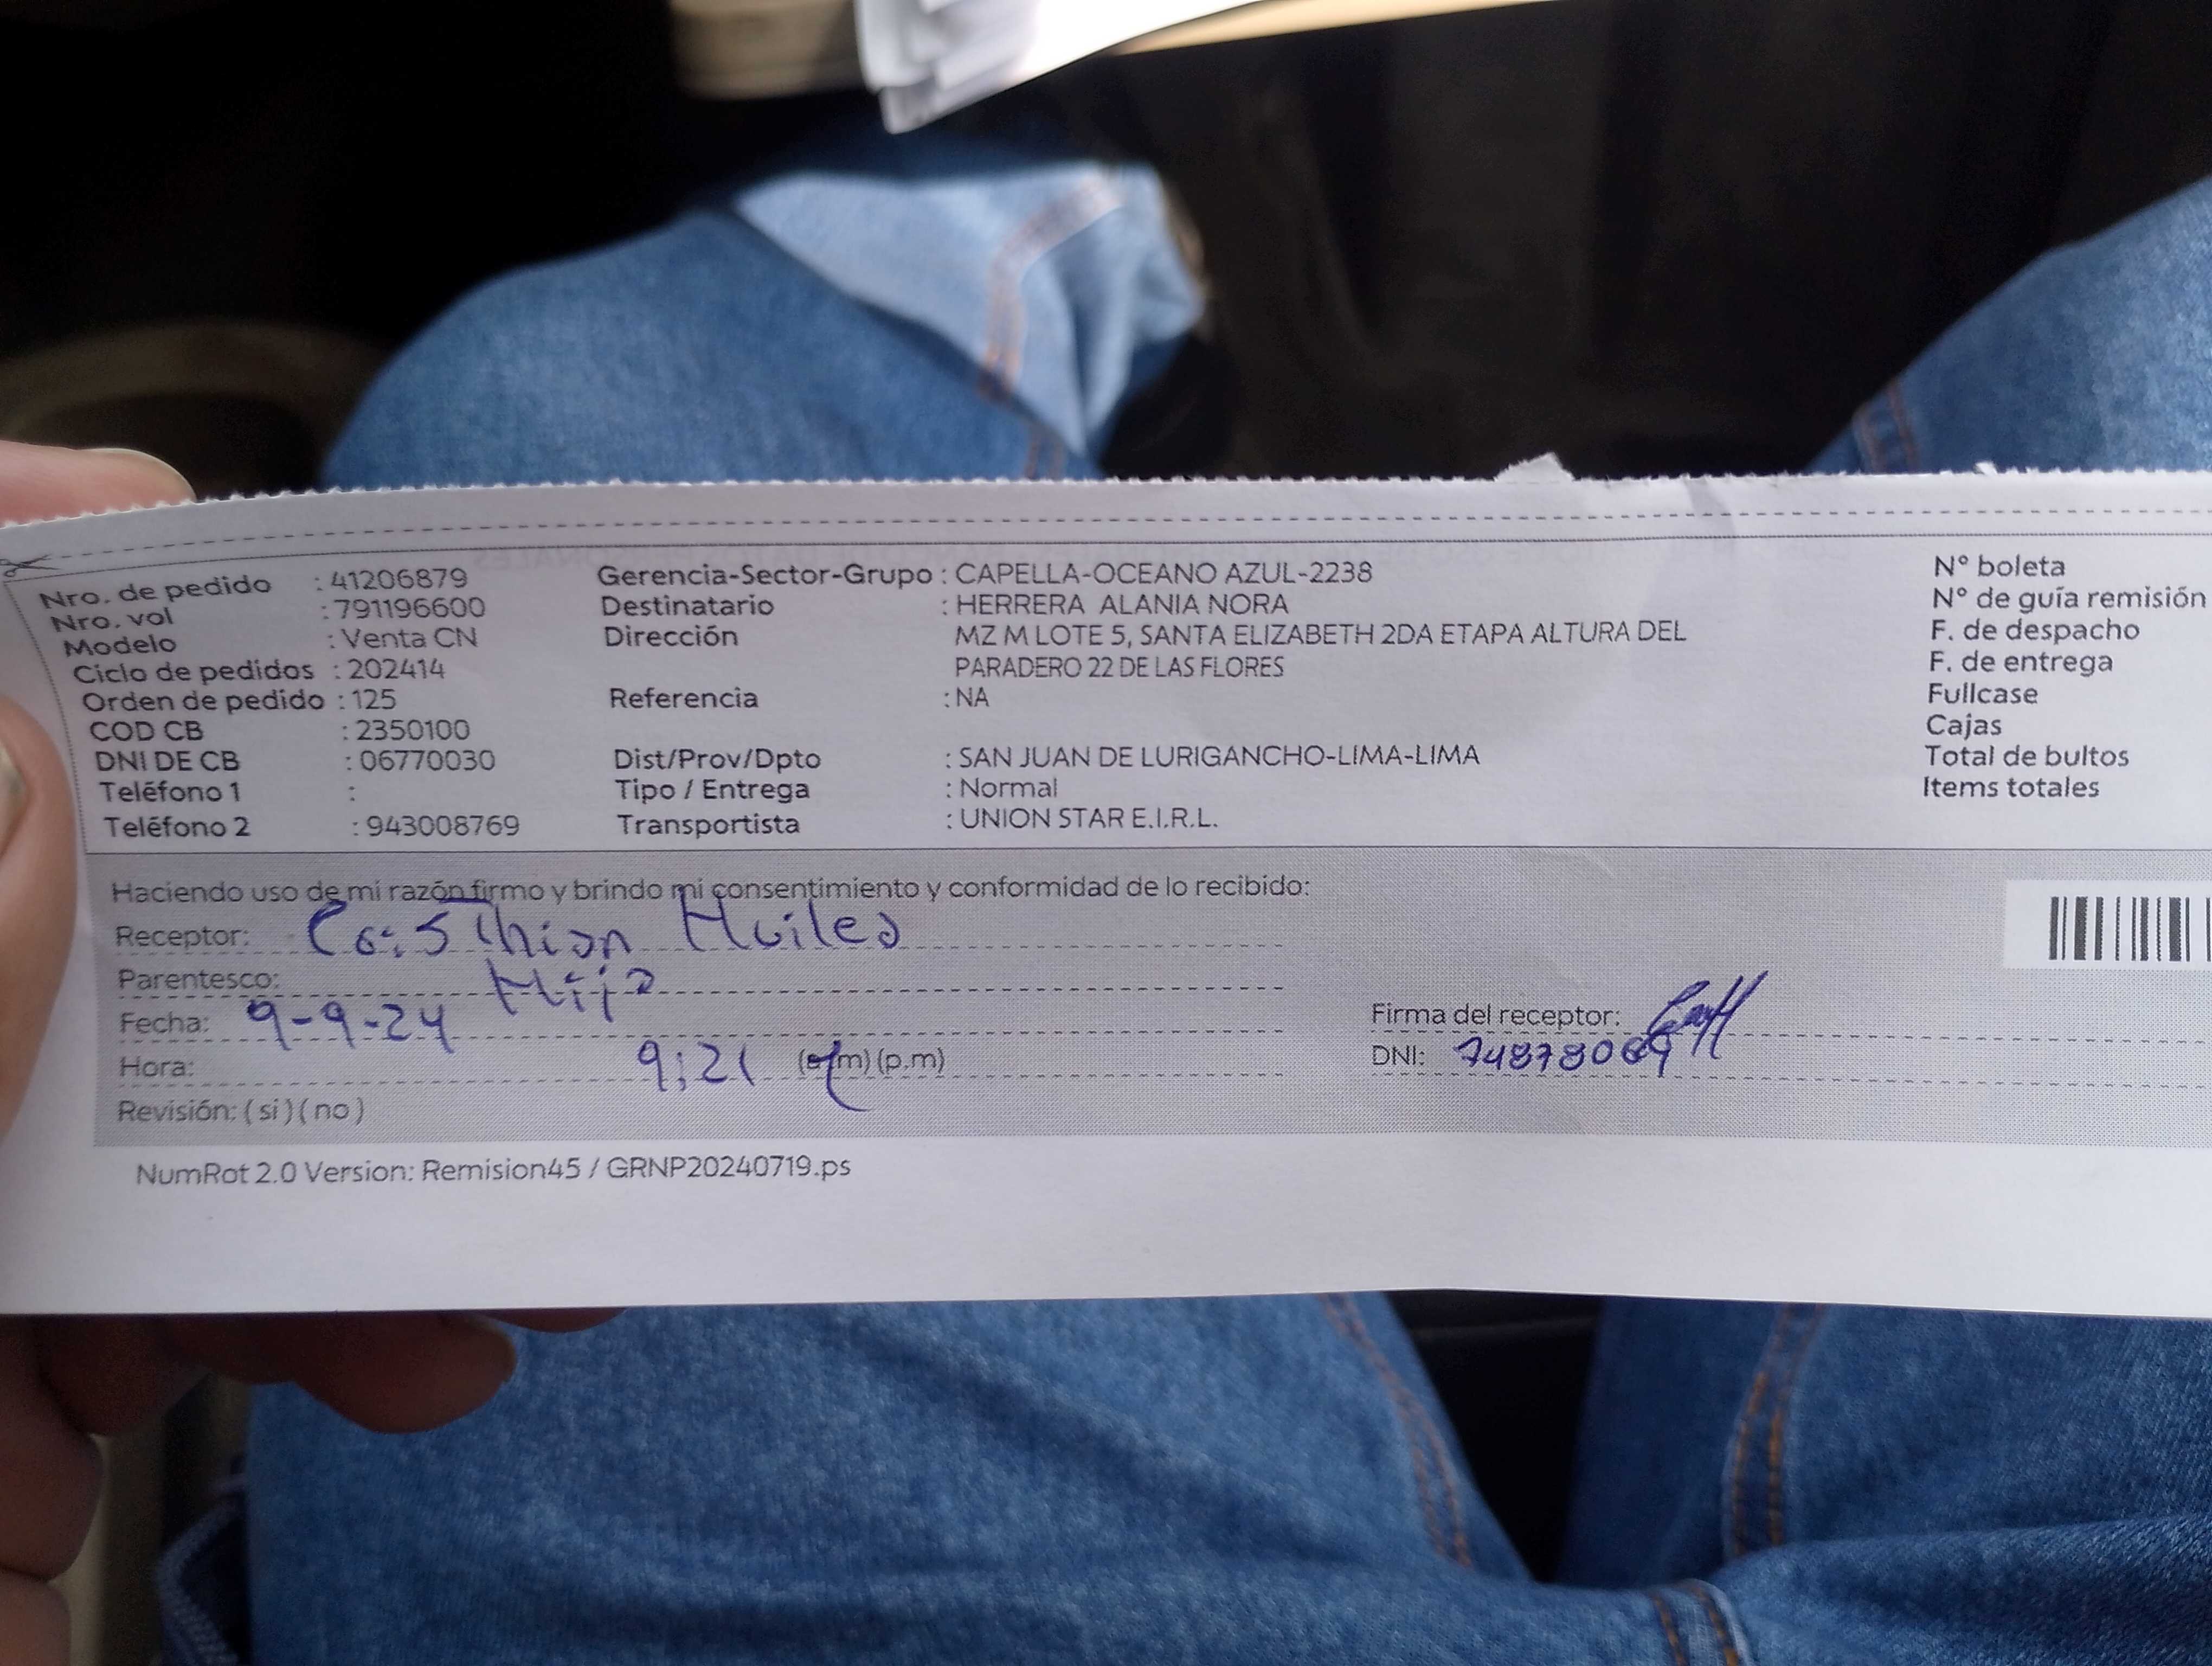 Nro. de pedido : 41206879
Nro. vol : 791196600
Modelo : Venta CN
Ciclo de pedidos : 202414
Orden de pedido : 125
COD CB : 2350100
DNI DE CB : 06770030
Teléfono 1 :
Teléfono 2 : 943008769
Gerencia-Sector-Grupo : CAPELLA-OCEANO AZUL-2238
Destinatario : HERRERA ALANIA NORA
Dirección MZ M LOTE 5, SANTA ELIZABETH 2DA ETAPA ALTURA DEL
PARADERO 22 DE LAS FLORES
Referencia : NA
Dist/Prov/Dpto : SAN JUAN DE LURIGANCHO-LIMA-LIMA
Tipo / Entrega : Normal
Transportista : UNION STAR E.I.R.L.
N° boleta
N° de guía remisión
F. de despacho
F. de entrega
Fullcase
Cajas
Total de bultos
Items totales
Haciendo uso de mi razón firmo y brindo mi consentimiento y conformidad de lo recibido:
Receptor:
Parentesco: Hijo
Fecha: 9-9-24
Hora: 9:21 (a.m) (p.m)
Revisión: ( si ) ( no )
Firma del receptor:
DNI:
NumRot 2.0 Version: Remision45 / GRNP20240719.ps